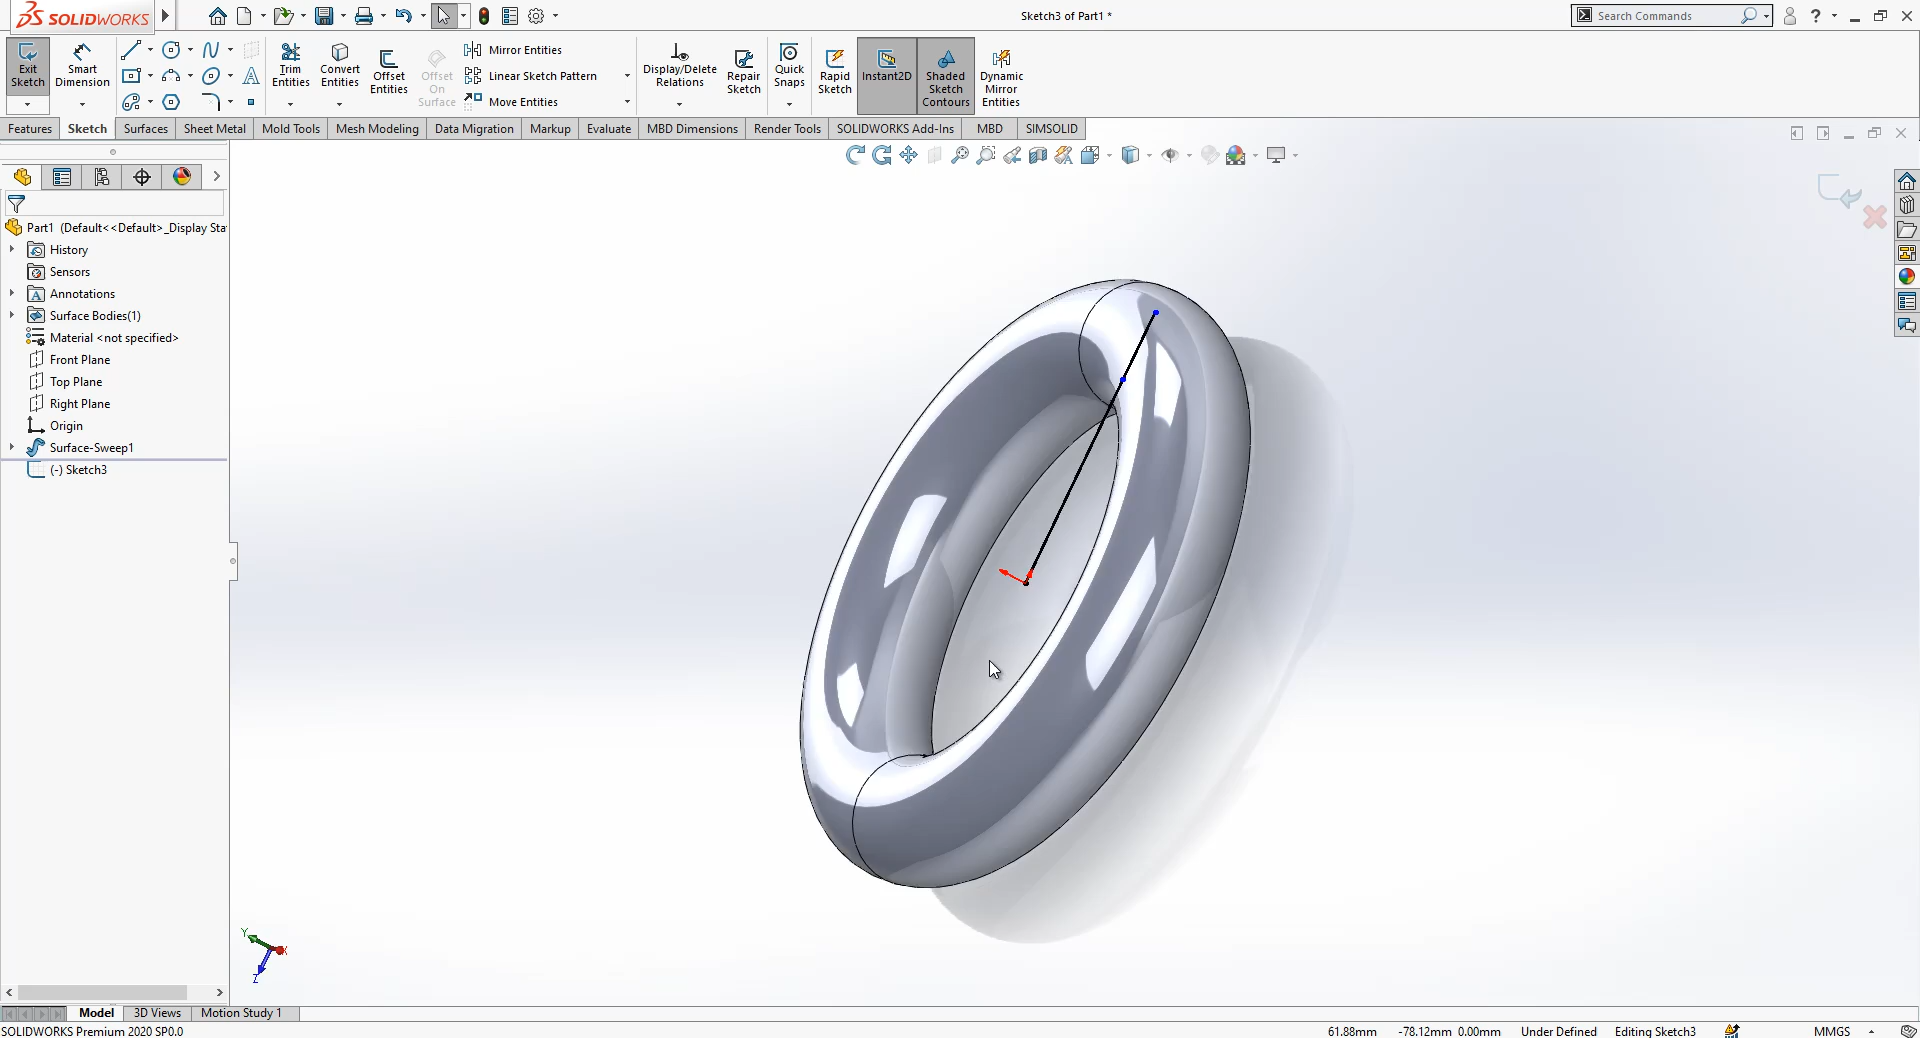 SOLIDWORKS
Sketch3 of Part1 *
Search Commands
Exit Sketch
Smart Dimension
Trim Entities
Convert Entities
Offset Entities
Offset On Surface
Mirror Entities
Linear Sketch Pattern
Move Entities
Display/Delete Relations
Repair Sketch
Quick Snaps
Rapid Sketch
Instant2D
Shaded Sketch Contours
Dynamic Mirror Entities
Features
Sketch
Surfaces
Sheet Metal
Mold Tools
Mesh Modeling
Data Migration
Markup
Evaluate
MBD Dimensions
Render Tools
SOLIDWORKS Add-Ins
MBD
SIMSOLID
Part1 (Default<<Default>_Display Sta
History
Sensors
Annotations
Surface Bodies(1)
Material <not specified>
Front Plane
Top Plane
Right Plane
Origin
Surface-Sweep1
(-) Sketch3
Y
X
Z
Model
3D Views
Motion Study 1
SOLIDWORKS Premium 2020 SP0.0
61.88mm
-78.12mm
0.00mm
Under Defined
Editing Sketch3
MMGS